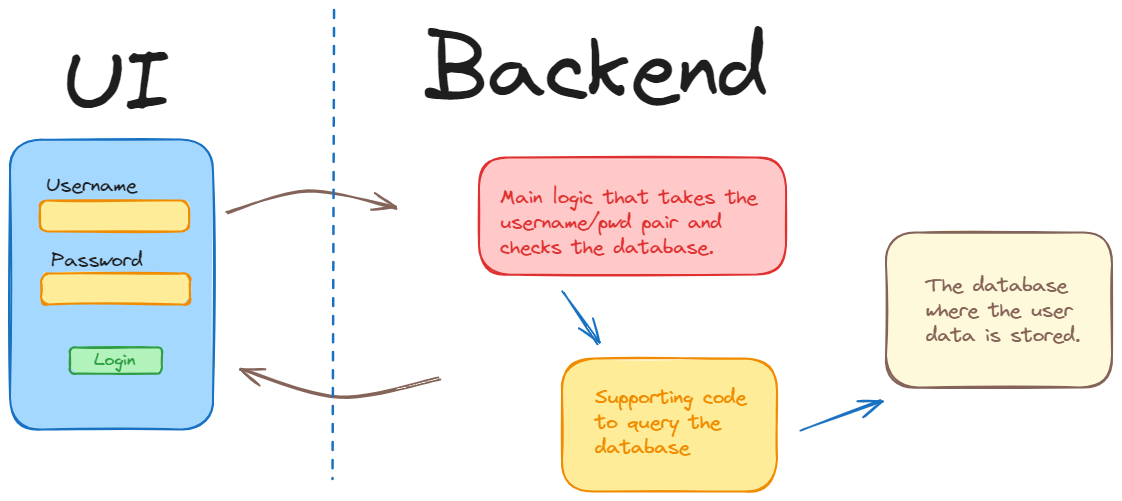 UI
Backend
Username
Password
Login
Main logic that takes the
username/pwd pair and
checks the database.
Supporting code
to query the
database
The database
where the user
data is stored.